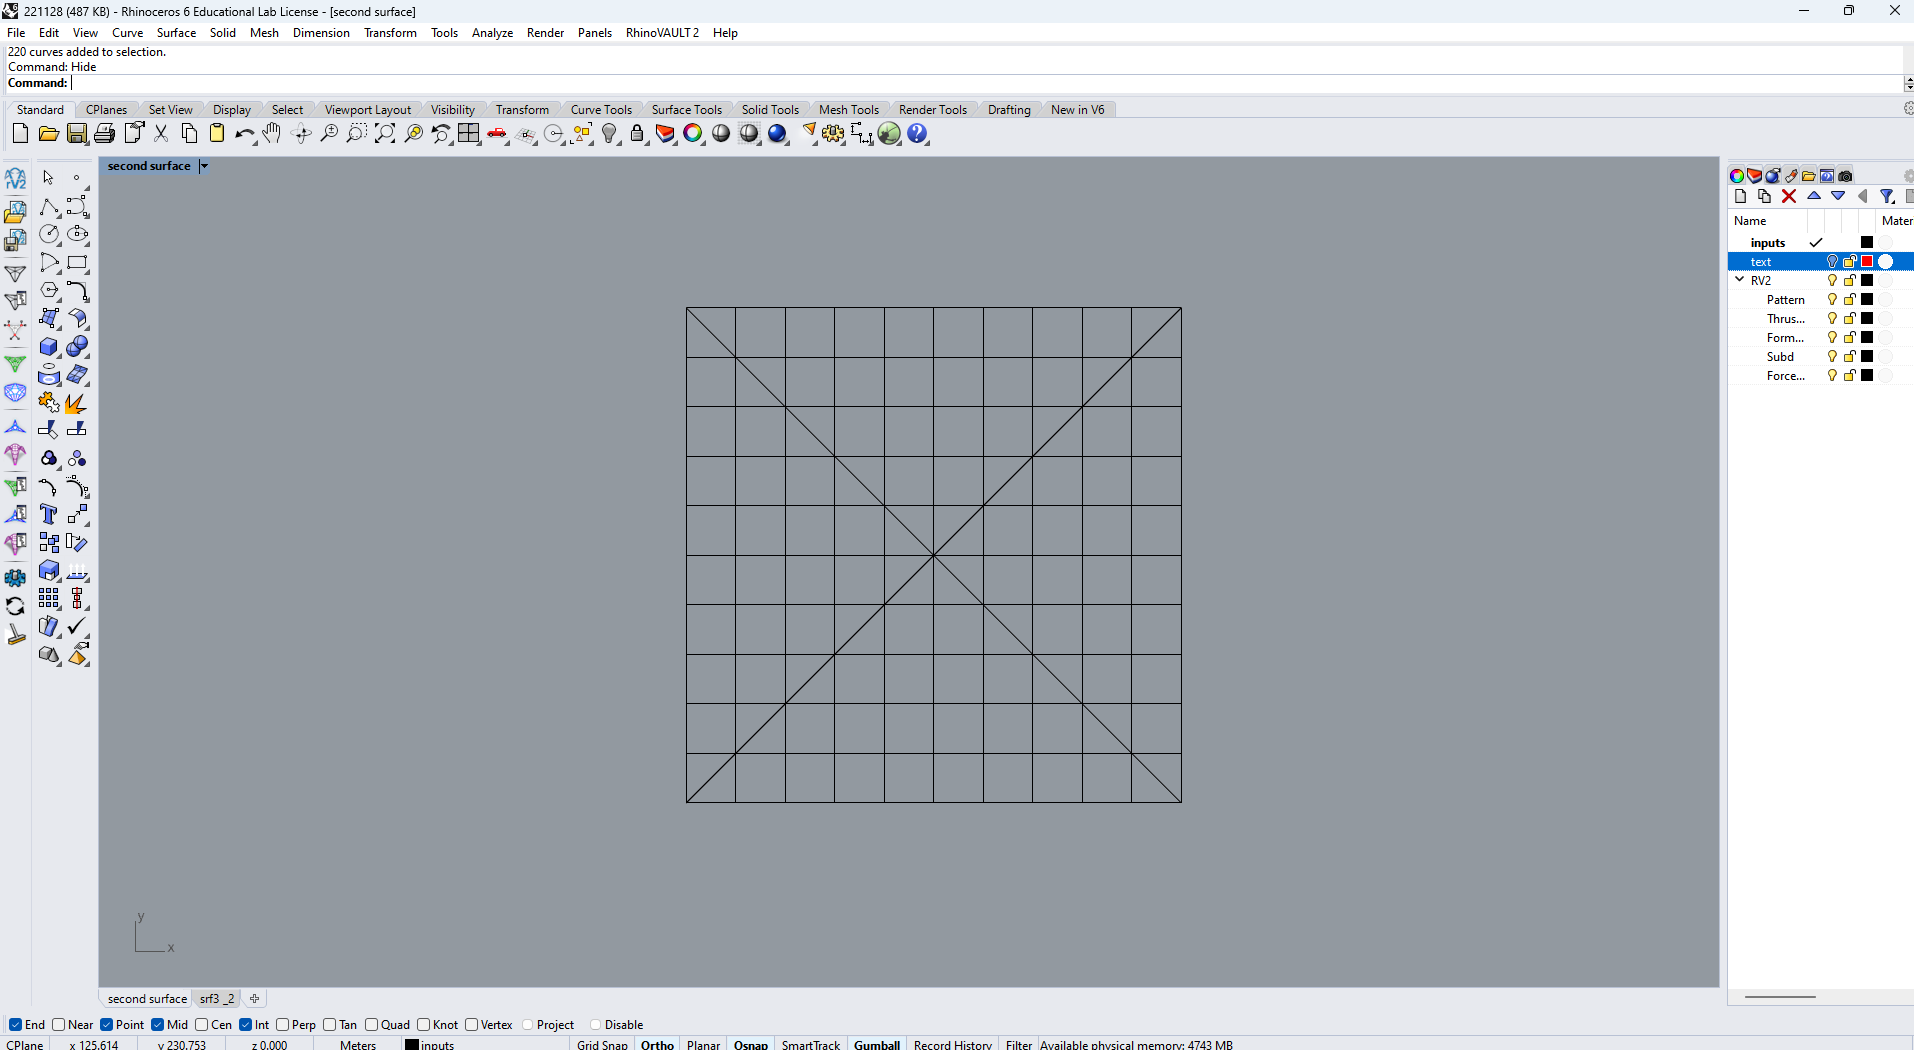 221128 (487 KB) - Rhinoceros 6 Educational Lab License - [second surface]
File Edit View Curve Surface Solid Mesh Dimension Transform Tools Analyze Render Panels RhinoVAULT2 Help
220 curves added to selection.
Command: Hide
Command:
Standard CPlanes Set View Display Select Viewport Layout Visibility Transform Curve Tools Surface Tools Solid Tools Mesh Tools Render Tools Drafting New in V6
second surface
Name Mater
inputs
text
RV2
Pattern
Thrus...
Form...
Subd
Force...
y
x
second surface srf3 _2
End Near Point Mid Cen Int Perp Tan Quad Knot Vertex Project Disable
CPlane x 125.614 y 230.753 z 0.000 Meters inputs Grid Snap Ortho Planar Osnap SmartTrack Gumball Record History Filter Available physical memory: 4743 MB